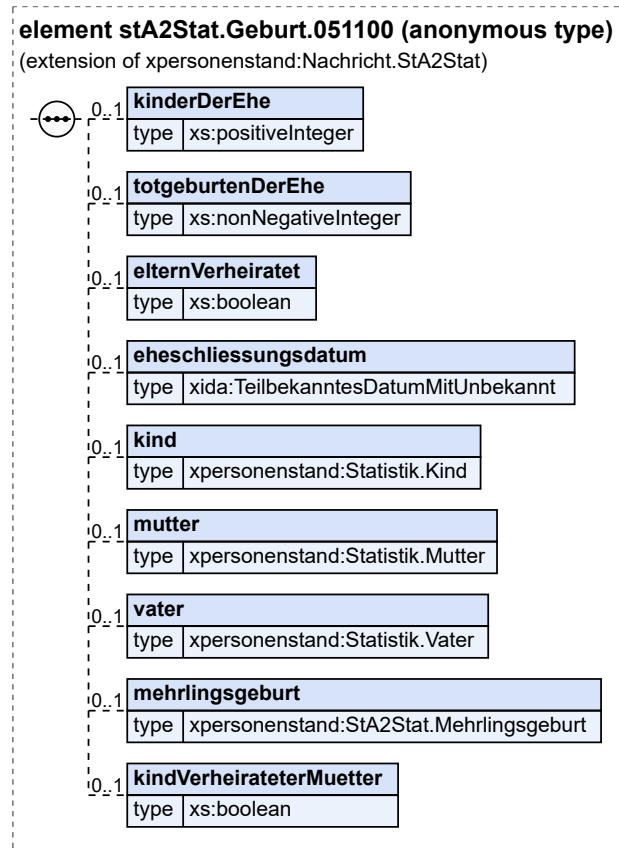 element stA2Stat.Geburt.051100 (anonymous type)
(extension of xpersonenstand:Nachricht.StA2Stat)
0..1 kinderDerEhe
type xs:positiveInteger
0..1 totgeburtenDerEhe
type xs:nonNegativeInteger
0..1 elternVerheiratet
type xs:boolean
0..1 eheschliessungsdatum
type xida:TeilbekanntesDatumMitUnbekannt
0..1 kind
type xpersonenstand:Statistik.Kind
0..1 mutter
type xpersonenstand:Statistik.Mutter
0..1 vater
type xpersonenstand:Statistik.Vater
0..1 mehrlingsgeburt
type xpersonenstand:StA2Stat.Mehrlingsgeburt
0..1 kindVerheirateterMuetter
type xs:boolean